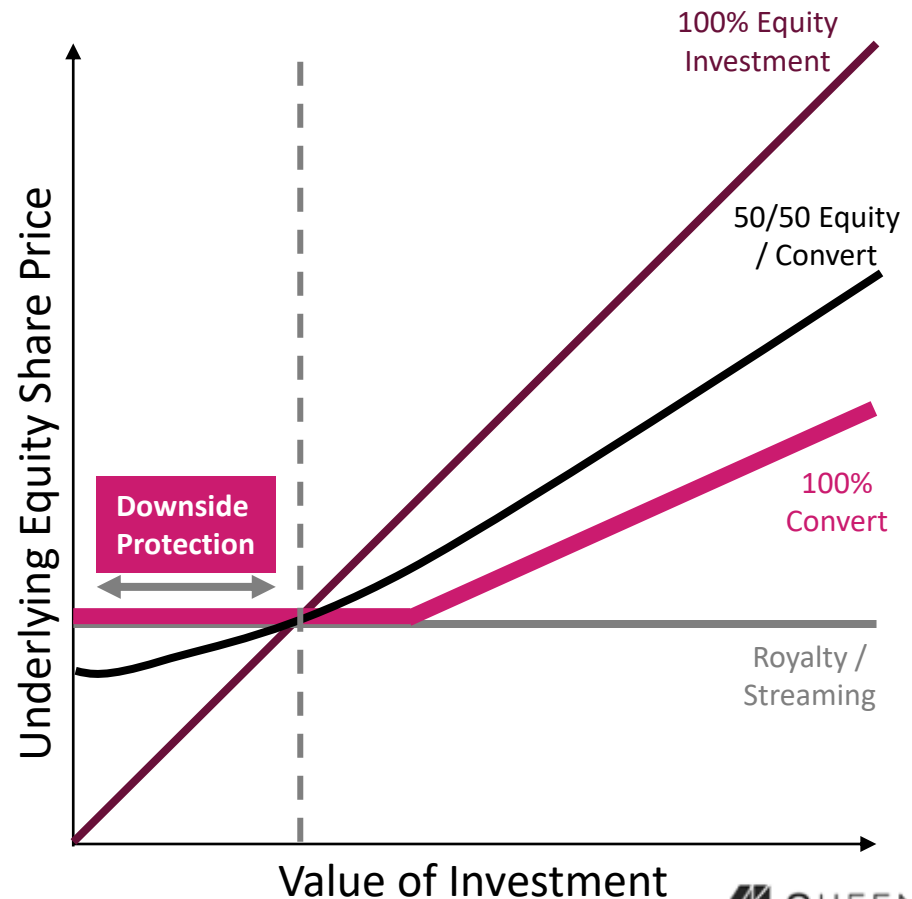 100% Equity
Investment
50/50 Equity
/ Convert
Underlying Equity Share Price
Downside
Protection
100%
Convert
Royalty /
Streaming
Value of Investment